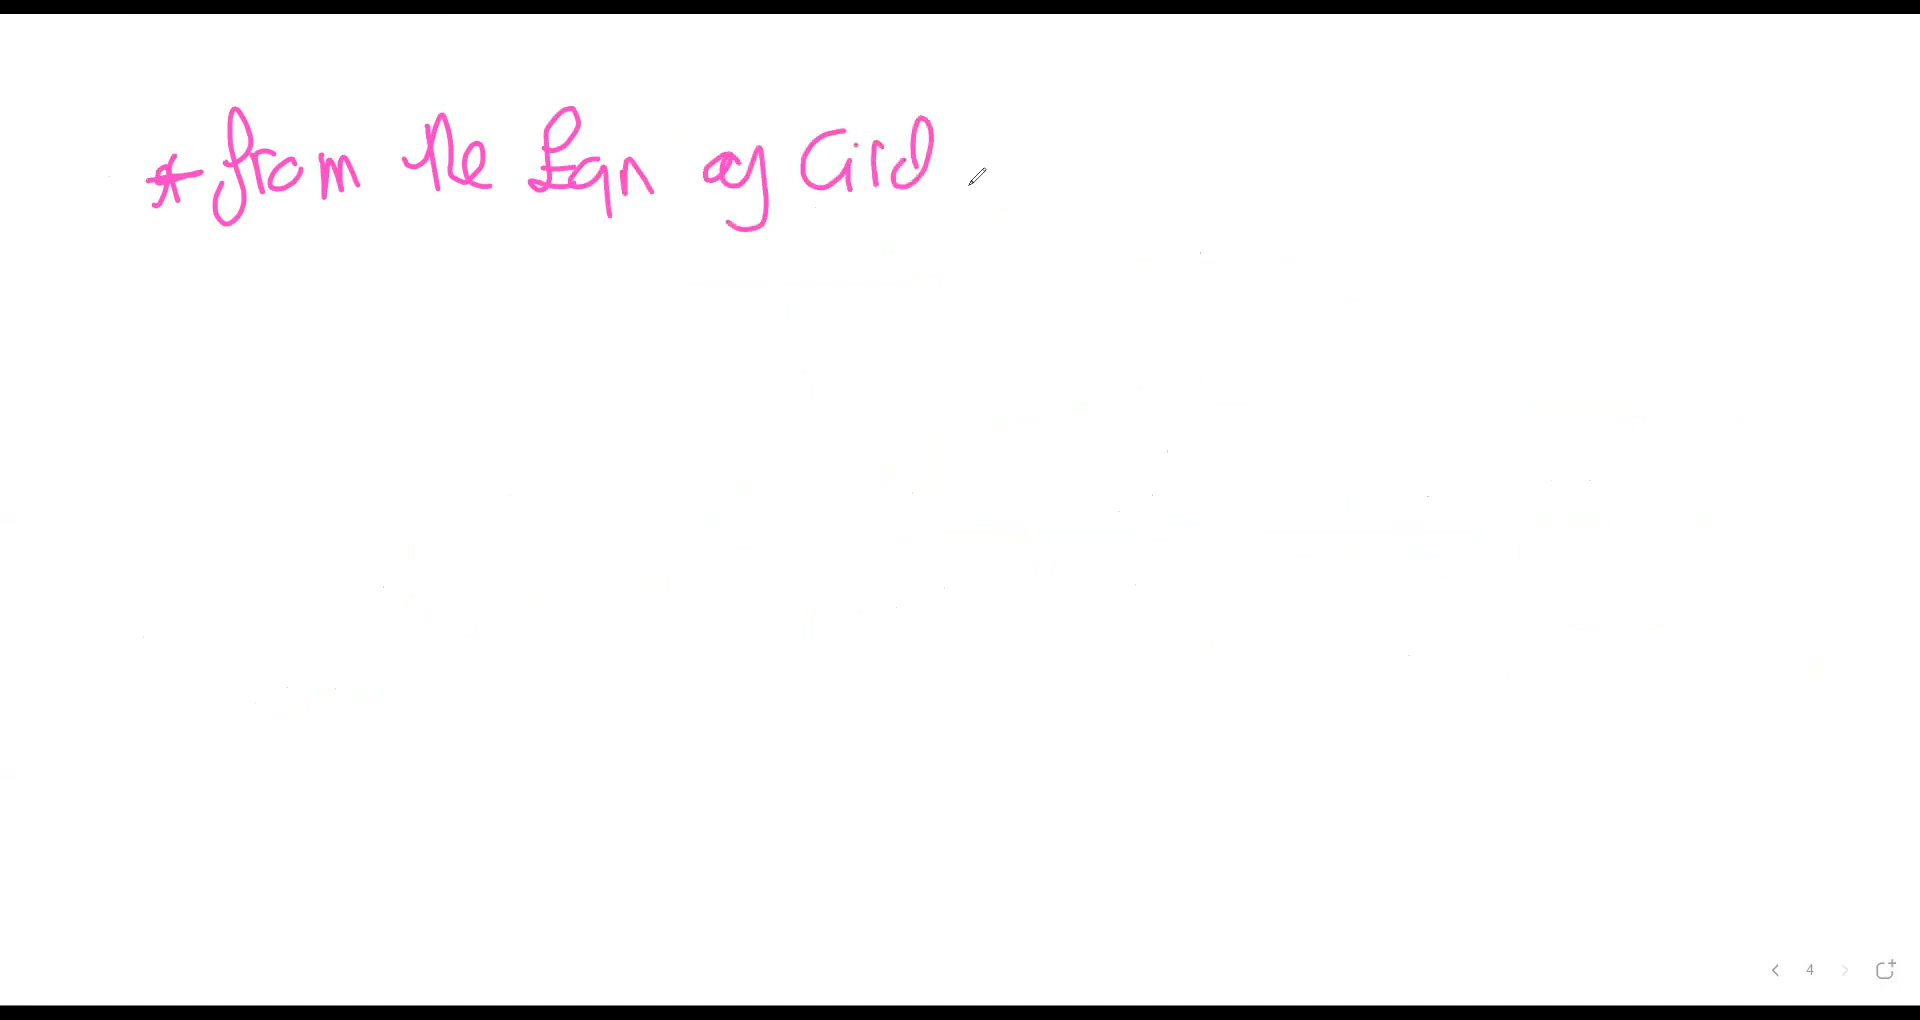 * from the Eqn of Circl
4